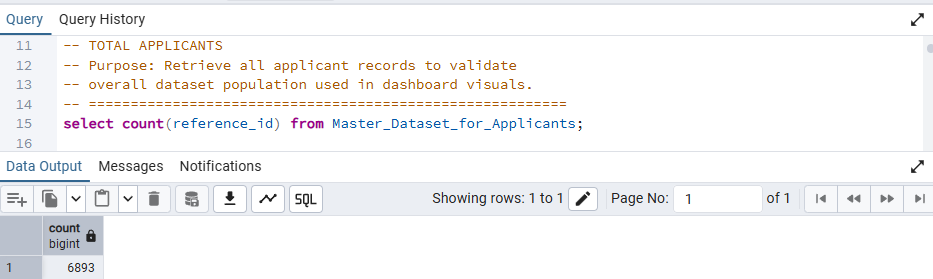 Query Query History
11 -- TOTAL APPLICANTS
12 -- Purpose: Retrieve all applicant records to validate
13 -- overall dataset population used in dashboard visuals.
14 -- =========================================================
15 select count(reference_id) from Master_Dataset_for_Applicants;
16
Data Output Messages Notifications
SQL Showing rows: 1 to 1 Page No: 1 of 1
count
bigint
1 6893